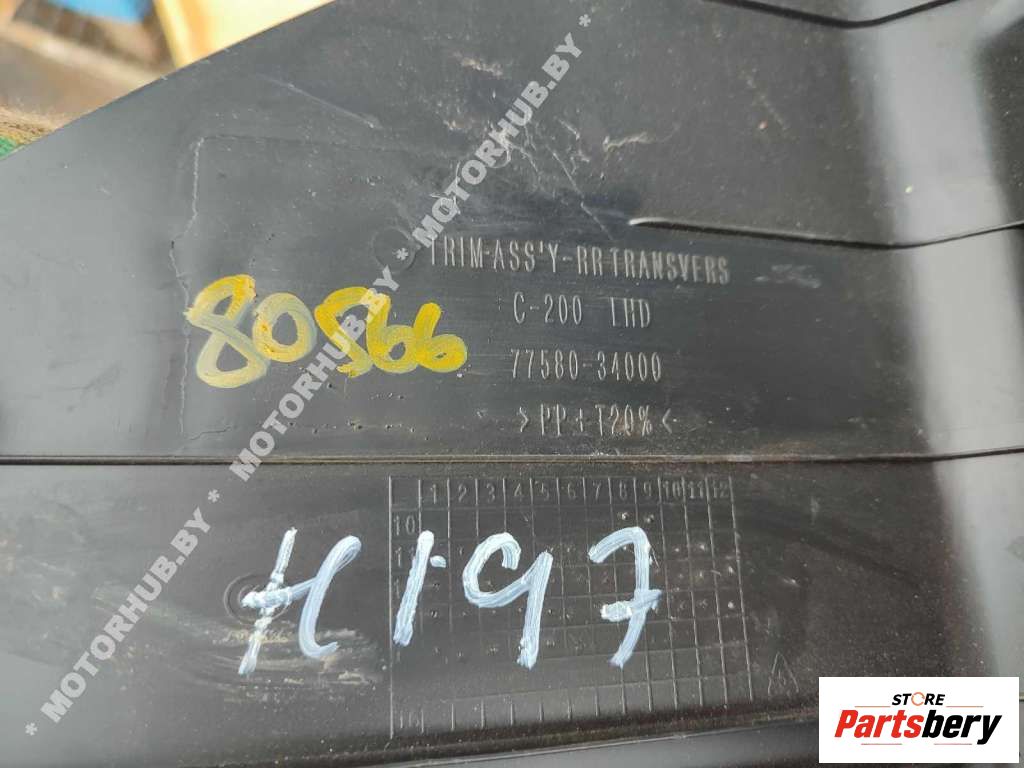 TRIM-ASS'Y-RR TRANSVERS
C-200 LHD
77580-34000
>PP+T20%<
80566
1 2 3 4 5 6 7 8 9 10 11 12
10
H197
* MOTORHUB.BY * MOTORHUB.BY * MOTORHUB.BY *
STORE
Partsbery